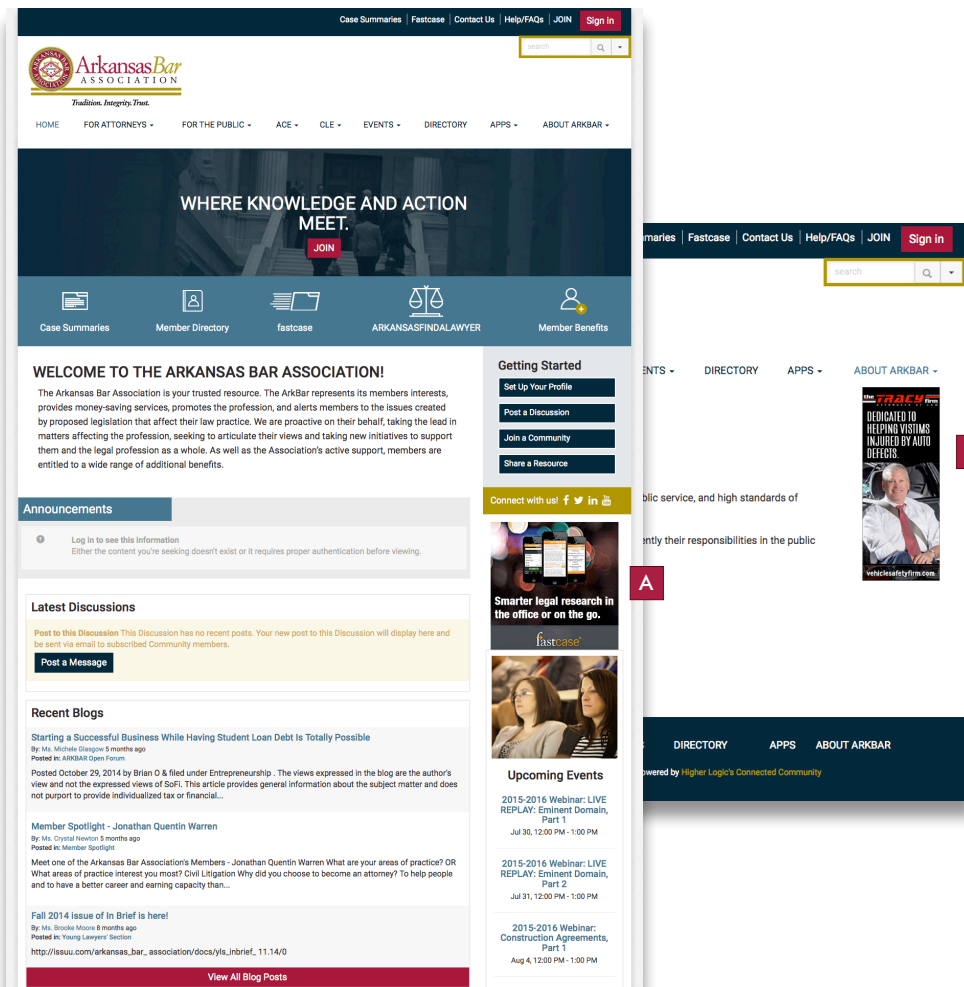 Case Summaries | Fastcase | Contact Us | Help/FAQs | JOIN Sign in
search
ARKANSAS BAR
ASSOCIATION
ArkansasBar
ASSOCIATION
Tradition. Integrity. Trust.
HOME FOR ATTORNEYS FOR THE PUBLIC ACE CLE EVENTS DIRECTORY APPS ABOUT ARKBAR
WHERE KNOWLEDGE AND ACTION
MEET.
JOIN
Case Summaries Member Directory fastcase ARKANSASFINDALAWYER Member Benefits
WELCOME TO THE ARKANSAS BAR ASSOCIATION!
The Arkansas Bar Association is your trusted resource. The ArkBar represents its members interests,
provides money-saving services, promotes the profession, and alerts members to the issues created
by proposed legislation that affect their law practice. We are proactive on their behalf, taking the lead in
matters affecting the profession, seeking to articulate their views and taking new initiatives to support
them and the legal profession as a whole. As well as the Association's active support, members are
entitled to a wide range of additional benefits.
Announcements
Log in to see this information
Either the content you're seeking doesn't exist or it requires proper authentication before viewing.
Latest Discussions
Post to this Discussion This Discussion has no recent posts. Your new post to this Discussion will display here and
be sent via email to subscribed Community members.
Post a Message
Recent Blogs
Starting a Successful Business While Having Student Loan Debt Is Totally Possible
By: Ms. Michele Glasgow 5 months ago
Posted in: ARKBAR Open Forum
Posted October 29, 2014 by Brian O & filed under Entrepreneurship . The views expressed in the blog are the author's
view and not the expressed views of SoFi. This article provides general information about the subject matter and does
not purport to provide individualized tax or financial...
Member Spotlight - Jonathan Quentin Warren
By: Ms. Crystal Newton 5 months ago
Posted in: Member Spotlight
Meet one of the Arkansas Bar Association's Members - Jonathan Quentin Warren What are your areas of practice? OR
What areas of practice interest you most? Civil Litigation Why did you choose to become an attorney? To help people
and to have a better career and earning capacity than...
Fall 2014 issue of In Brief is here!
By: Ms. Brooke Moore 8 months ago
Posted in: Young Lawyers' Section
http://issuu.com/arkansas_bar_ association/docs/yls_inbrief_ 11.14/0
View All Blog Posts
Getting Started
Set Up Your Profile
Post a Discussion
Join a Community
Share a Resource
Connect with us!
Smarter legal research in
the office or on the go.
fastcase
Upcoming Events
2015-2016 Webinar: LIVE
REPLAY: Eminent Domain,
Part 1
Jul 30, 12:00 PM - 1:00 PM
2015-2016 Webinar: LIVE
REPLAY: Eminent Domain,
Part 2
Jul 31, 12:00 PM - 1:00 PM
2015-2016 Webinar:
Construction Agreements,
Part 1
Aug 4, 12:00 PM - 1:00 PM
A
maries | Fastcase | Contact Us | Help/FAQs | JOIN Sign in
search
ENTS DIRECTORY APPS ABOUT ARKBAR
the TRACY firm
DEDICATED TO
HELPING VICTIMS
INJURED BY AUTO
DEFECTS.
vehiclesafetyfirm.com
blic service, and high standards of
ently their responsibilities in the public
DIRECTORY APPS ABOUT ARKBAR
owered by Higher Logic's Connected Community